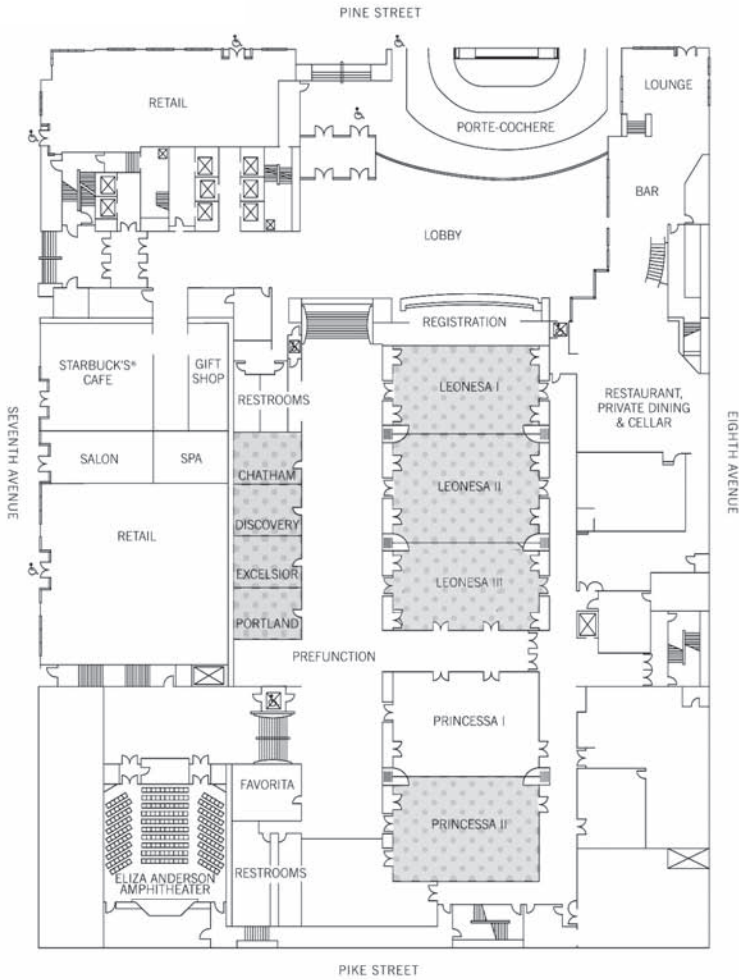 PINE STREET
RETAIL
PORTE-COCHERE
LOUNGE
BAR
LOBBY
REGISTRATION
STARBUCK'S®
CAFE
GIFT
SHOP
RESTROOMS
LEONESA I
RESTAURANT,
PRIVATE DINING
& CELLAR
SEVENTH AVENUE
EIGHTH AVENUE
SALON
SPA
CHATHAM
LEONESA II
DISCOVERY
RETAIL
EXCELSIOR
LEONESA III
PORTLAND
PREFUNCTION
PRINCESSA I
FAVORITA
PRINCESSA II
ELIZA ANDERSON
AMPHITHEATER
RESTROOMS
PIKE STREET